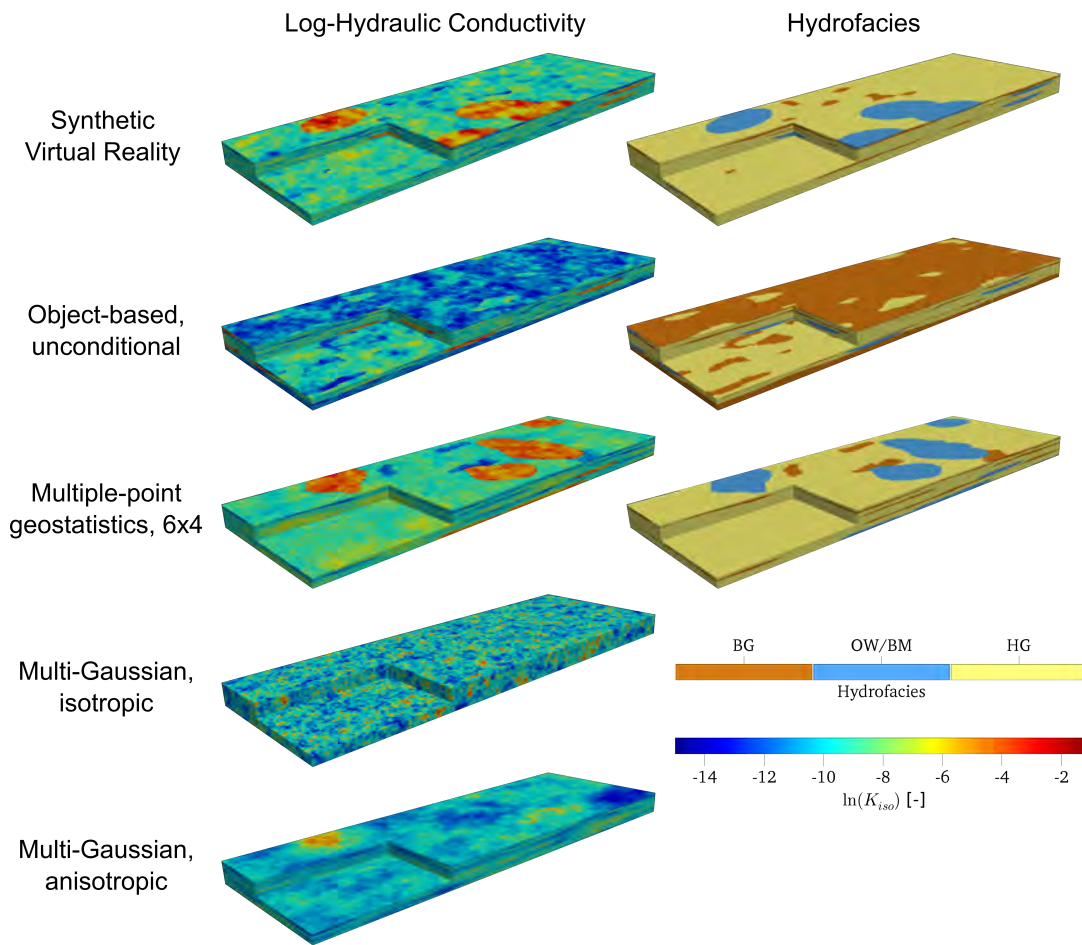 Log-Hydraulic Conductivity
Hydrofacies
Synthetic
Virtual Reality
Object-based,
unconditional
Multiple-point
geostatistics, 6x4
Multi-Gaussian,
isotropic
BG
OW/BM
HG
Hydrofacies
-14 -12 -10 -8 -6 -4 -2
ln(K_iso) [-]
Multi-Gaussian,
anisotropic